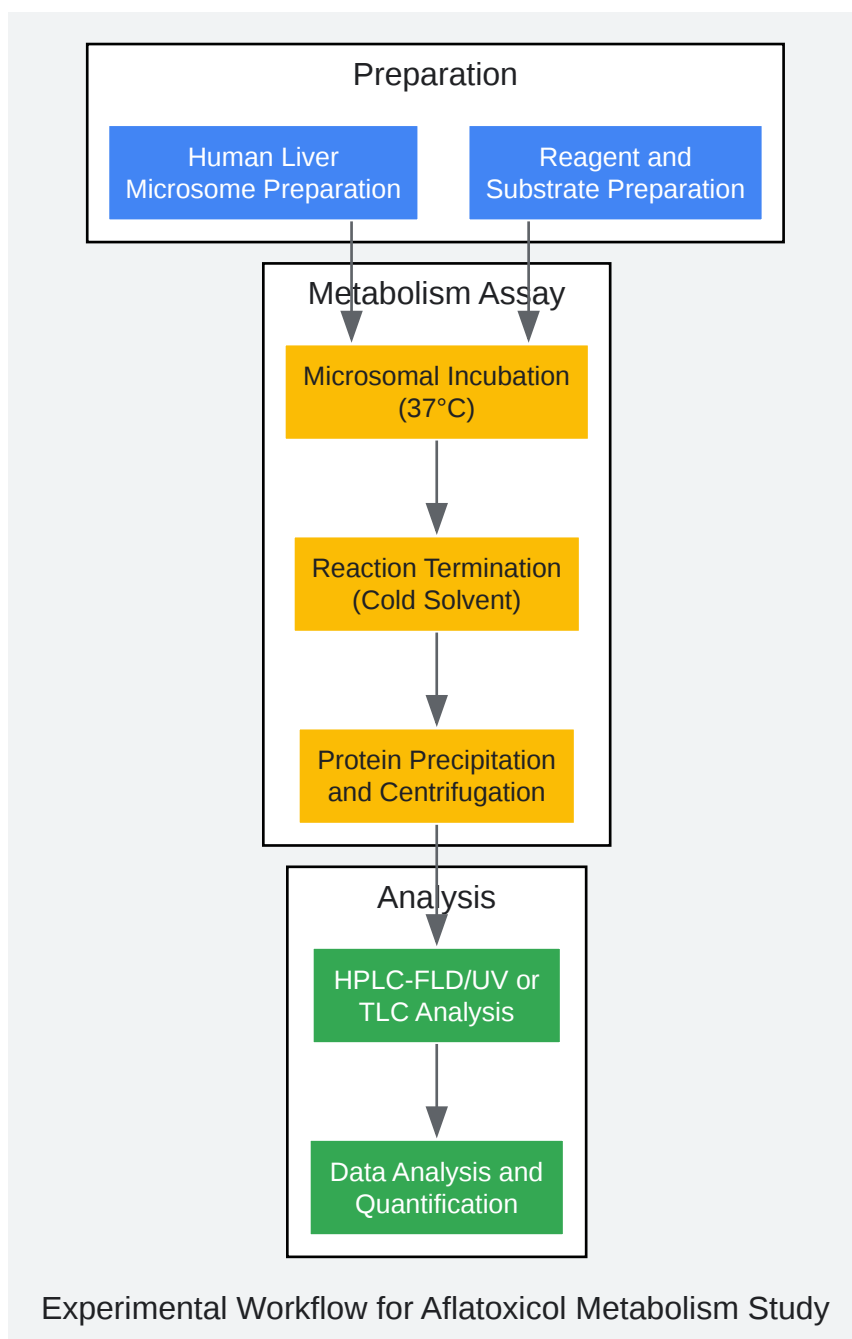 Preparation
Human Liver
Microsome Preparation
Reagent and
Substrate Preparation
Metabolism Assay
Microsomal Incubation
(37°C)
Reaction Termination
(Cold Solvent)
Protein Precipitation
and Centrifugation
Analysis
HPLC-FLD/UV or
TLC Analysis
Data Analysis and
Quantification
Experimental Workflow for Aflatoxicol Metabolism Study